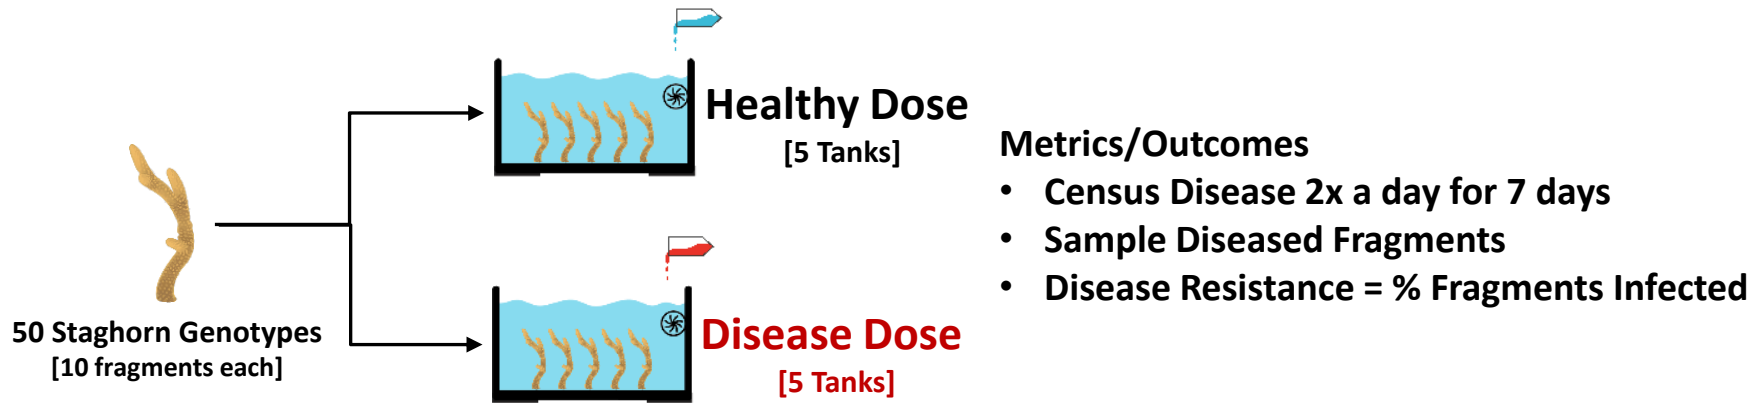 50 Staghorn Genotypes
[10 fragments each]
Healthy Dose
[5 Tanks]
Disease Dose
[5 Tanks]
Metrics/Outcomes
• Census Disease 2x a day for 7 days
• Sample Diseased Fragments
• Disease Resistance = % Fragments Infected